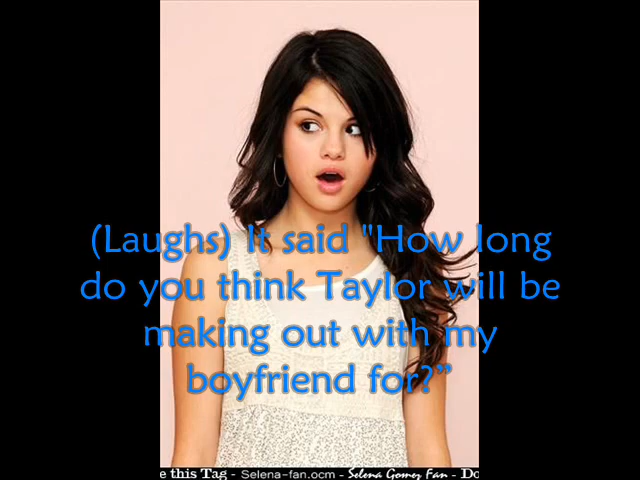 (Laughs) It said "How long
do you think Taylor will be
making out with my
boyfriend for?”
e this Tag - Selena-fan.ocm - Selena Gomez Fan - Do